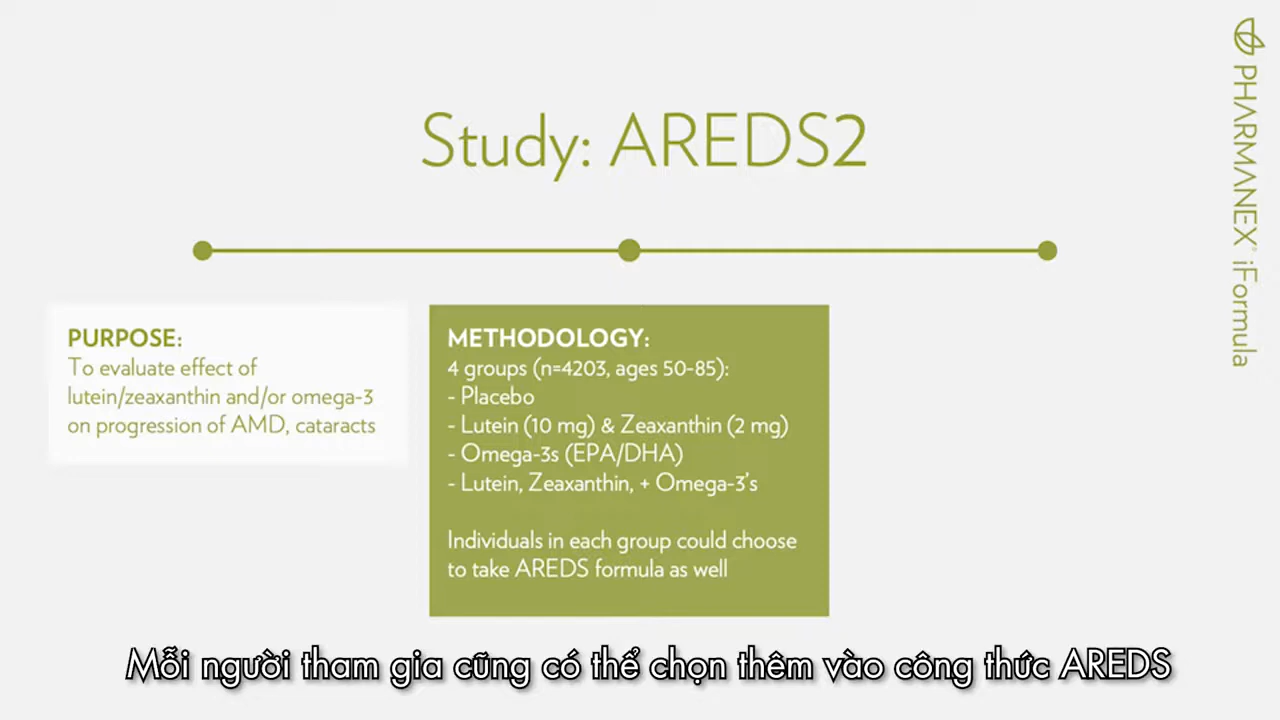 Study: AREDS2
PURPOSE:
To evaluate effect of
lutein/zeaxanthin and/or omega-3
on progression of AMD, cataracts
METHODOLOGY:
4 groups (n=4203, ages 50-85):
- Placebo
- Lutein (10 mg) & Zeaxanthin (2 mg)
- Omega-3s (EPA/DHA)
- Lutein, Zeaxanthin, + Omega-3's
Individuals in each group could choose
to take AREDS formula as well
PHARMANEX® iFormula
Mỗi người tham gia cũng có thể chọn thêm vào công thức AREDS